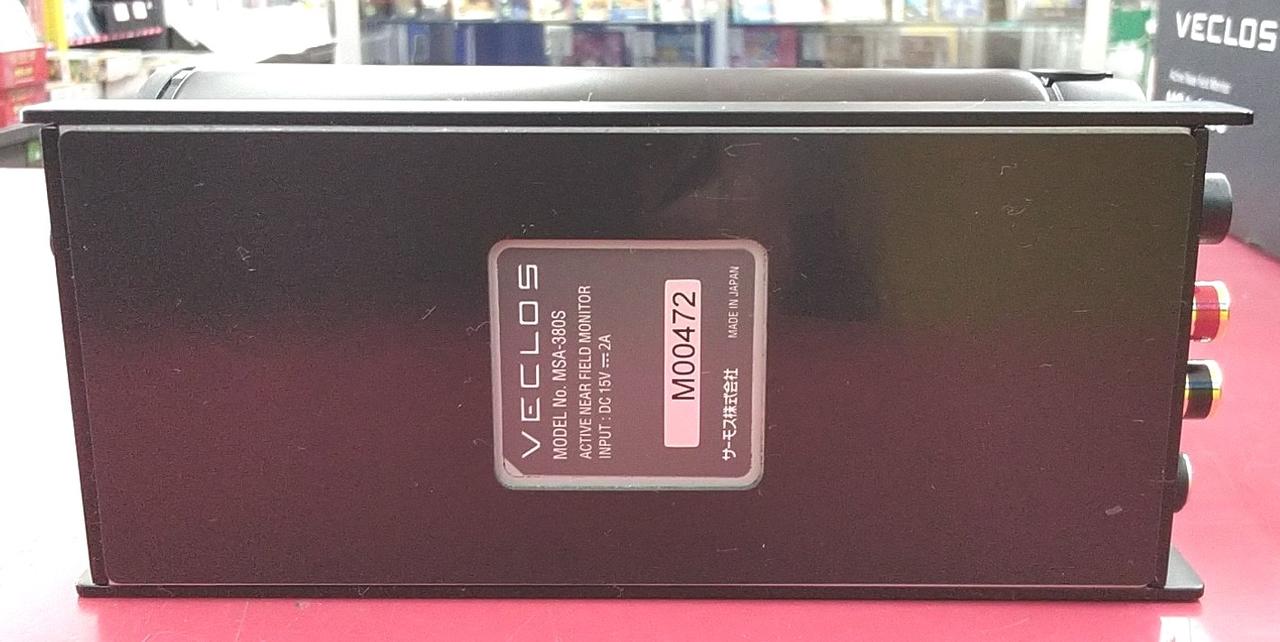 VECLOS
MODEL No. MSA-380S
ACTIVE NEAR FIELD MONITOR
INPUT : DC 15V ⎓ 2A
M00472
サーモス株式会社 MADE IN JAPAN
VECLOS